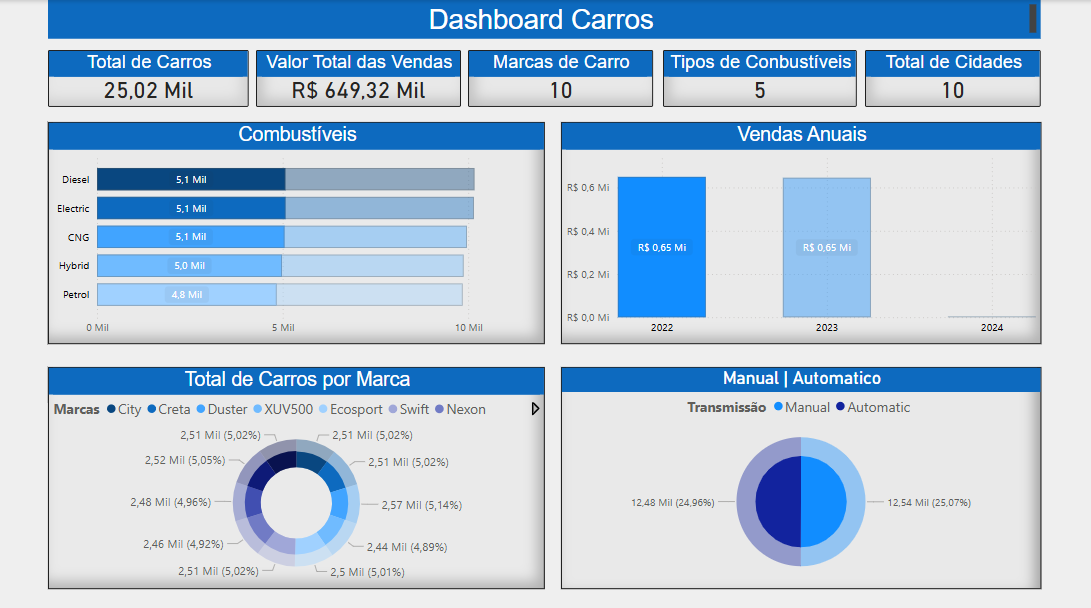 Dashboard Carros
Total de Carros
25,02 Mil
Valor Total das Vendas
R$ 649,32 Mil
Marcas de Carro
10
Tipos de Conbustíveis
5
Total de Cidades
10
Combustíveis
Diesel
5,1 Mil
Electric
5,1 Mil
CNG
5,1 Mil
Hybrid
5,0 Mil
Petrol
4,8 Mil
0 Mil
5 Mil
10 Mil
Vendas Anuais
R$ 0,6 Mi
R$ 0,4 Mi
R$ 0,2 Mi
R$ 0,0 Mi
R$ 0,65 Mi
R$ 0,65 Mi
2022
2023
2024
Total de Carros por Marca
Marcas City Creta Duster XUV500 Ecosport Swift Nexon
2,51 Mil (5,02%)
2,51 Mil (5,02%)
2,52 Mil (5,05%)
2,51 Mil (5,02%)
2,48 Mil (4,96%)
2,57 Mil (5,14%)
2,46 Mil (4,92%)
2,44 Mil (4,89%)
2,51 Mil (5,02%)
2,5 Mil (5,01%)
Manual | Automatico
Transmissão Manual Automatic
12,48 Mil (24,96%)
12,54 Mil (25,07%)